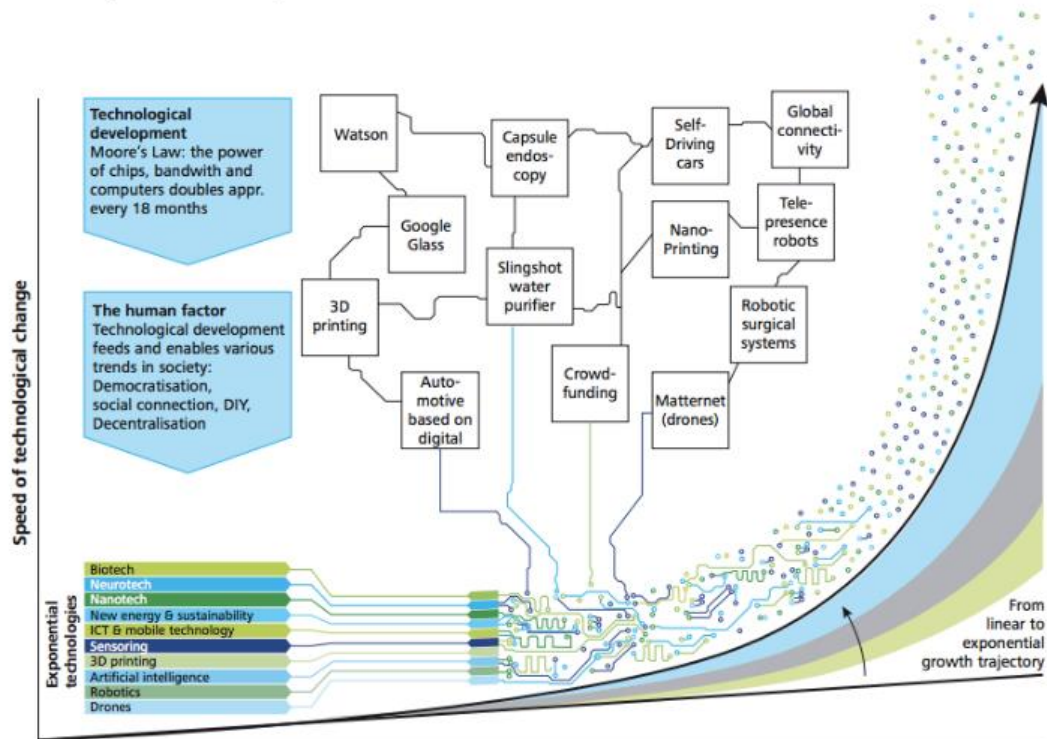 Technological
development
Moore's Law: the power
of chips, bandwith and
computers doubles appr.
every 18 months
The human factor
Technological development
feeds and enables various
trends in society:
Democratisation,
social connection, DIY,
Decentralisation
Watson
Capsule
endos-
copy
Self-
Driving
cars
Global
connecti-
vity
Google
Glass
Nano-
Printing
Tele-
presence
robots
3D
printing
Slingshot
water
purifier
Robotic
surgical
systems
Auto-
motive
based on
digital
Crowd-
funding
Matternet
(drones)
Speed of technological change
Exponential
technologies
Biotech
Neurotech
Nanotech
New energy & sustainability
ICT & mobile technology
Sensoring
3D printing
Artificial intelligence
Robotics
Drones
From
linear to
exponential
growth trajectory